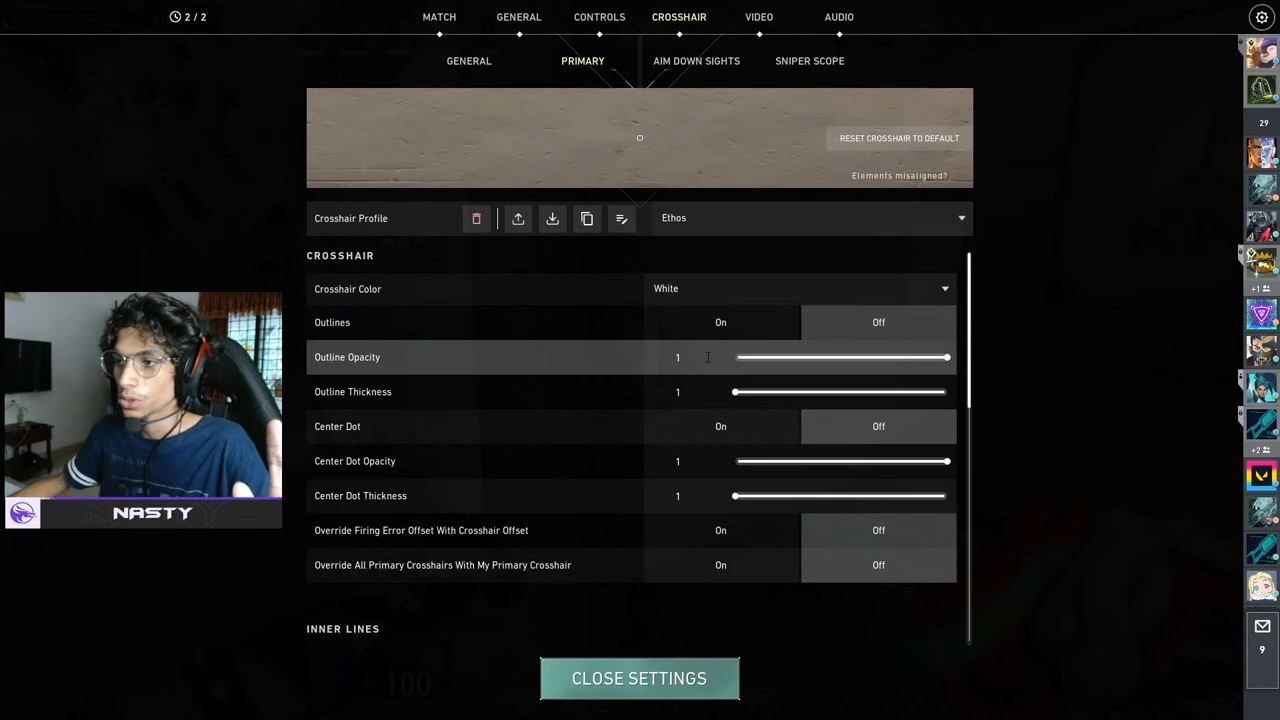 2 / 2
MATCH GENERAL CONTROLS CROSSHAIR VIDEO AUDIO
GENERAL PRIMARY AIM DOWN SIGHTS SNIPER SCOPE
RESET CROSSHAIR TO DEFAULT
Elements misaligned?
Crosshair Profile Ethos
CROSSHAIR
Crosshair Color White
Outlines On Off
Outline Opacity 1
Outline Thickness 1
Center Dot On Off
Center Dot Opacity 1
Center Dot Thickness 1
Override Firing Error Offset With Crosshair Offset On Off
Override All Primary Crosshairs With My Primary Crosshair On Off
INNER LINES
CLOSE SETTINGS
NASTY
29
+1
+2
9
100